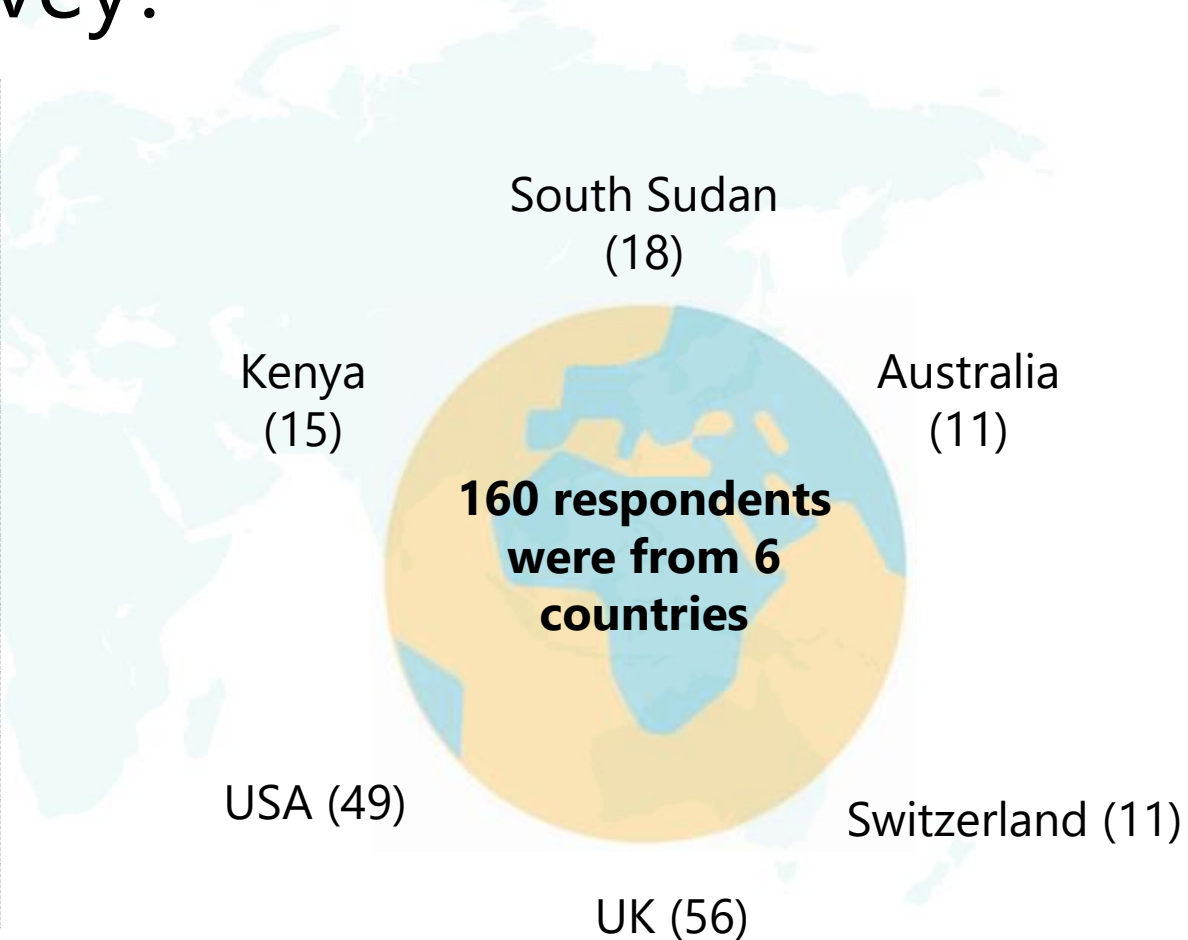 South Sudan
(18)
Kenya
(15)
Australia
(11)
160 respondents
were from 6
countries
USA (49)
Switzerland (11)
UK (56)